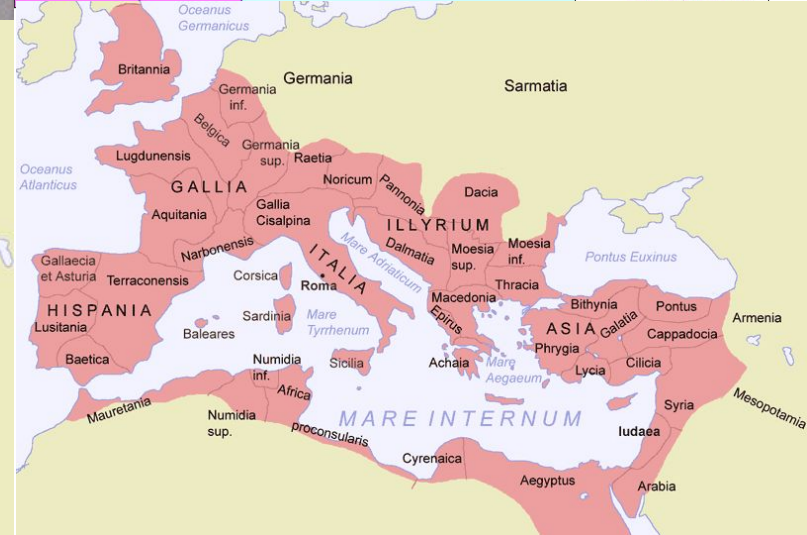 Oceanus
Germanicus
Britannia
Germania
Sarmatia
Germania
inf.
Belgica
Germania
sup.
Lugdunensis
Raetia
Oceanus
Atlanticus
GALLIA
Noricum
Pannonia
Dacia
Gallia
Cisalpina
Aquitania
ILLYRIUM
Narbonensis
ITALIA
Mare Adriaticum
Dalmatia
Moesia
sup.
Moesia
inf.
Pontus Euxinus
Gallaecia
et Asturia
Terraconensis
Corsica
Roma
Thracia
Macedonia
HISPANIA
Lusitania
Sardinia
Mare
Tyrrhenum
Epirus
Bithynia
Pontus
Armenia
Baleares
ASIA
Galatia
Cappadocia
Phrygia
Baetica
Numidia
inf.
Sicilia
Achaia
Mare
Aegaeum
Lycia
Cilicia
Africa
Mesopotamia
Mauretania
Numidia
sup.
proconsularis
MARE INTERNUM
Syria
Iudaea
Cyrenaica
Aegyptus
Arabia